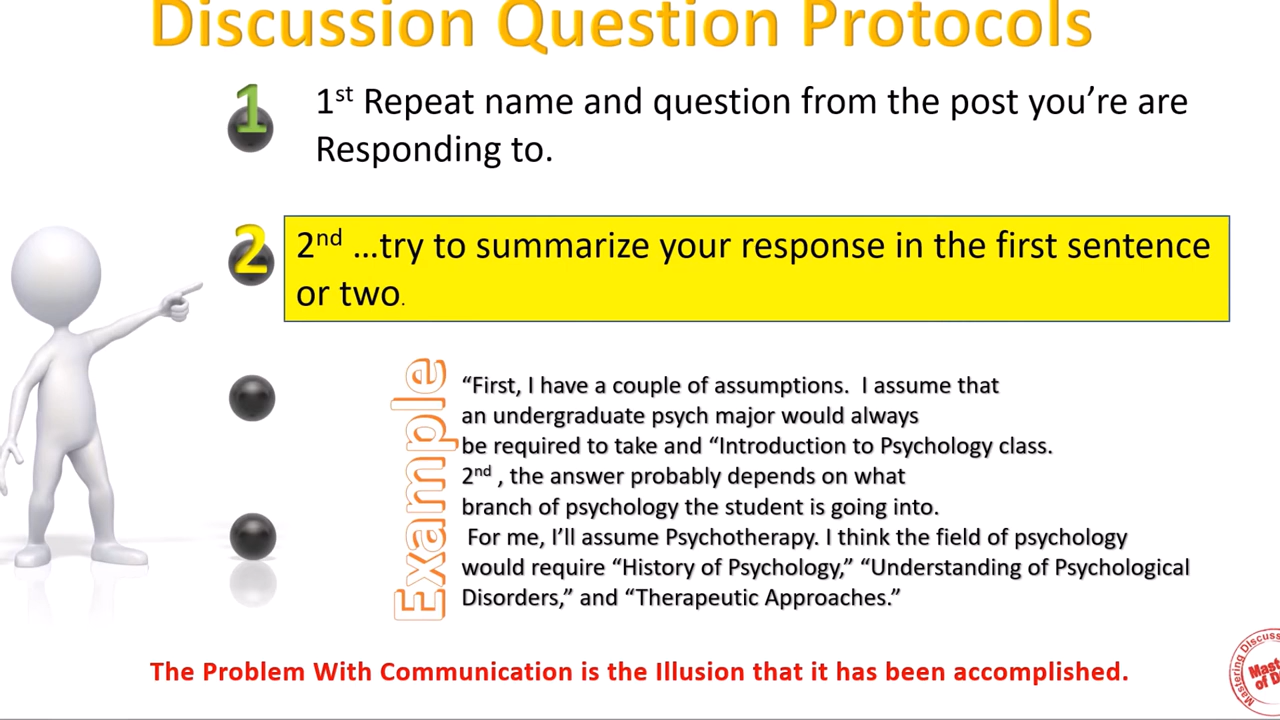 Discussion Question Protocols
1
1st Repeat name and question from the post you’re are
Responding to.
2
2nd …try to summarize your response in the first sentence
or two.
Example
“First, I have a couple of assumptions. I assume that
an undergraduate psych major would always
be required to take and “Introduction to Psychology class.
2nd , the answer probably depends on what
branch of psychology the student is going into.
For me, I’ll assume Psychotherapy. I think the field of psychology
would require “History of Psychology,” “Understanding of Psychological
Disorders,” and “Therapeutic Approaches.”
The Problem With Communication is the Illusion that it has been accomplished.
Mastering
of